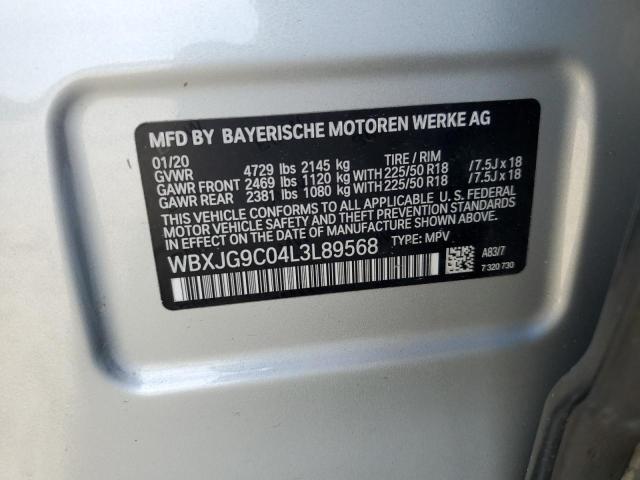 MFD BY BAYERISCHE MOTOREN WERKE AG
01/20 TIRE / RIM
GVWR 4729 lbs 2145 kg
GAWR FRONT 2469 lbs 1120 kg WITH 225/50 R18 /7.5J x 18
GAWR REAR 2381 lbs 1080 kg WITH 225/50 R18 /7.5J x 18
THIS VEHICLE CONFORMS TO ALL APPLICABLE U. S. FEDERAL
MOTOR VEHICLE SAFETY, BUMPER, AND THEFT PREVENTION
STANDARDS IN EFFECT ON THE DATE OF MANUFACTURE SHOWN ABOVE.
WBXJG9C04L3L89568 TYPE: MPV
A83/7
7 320 730